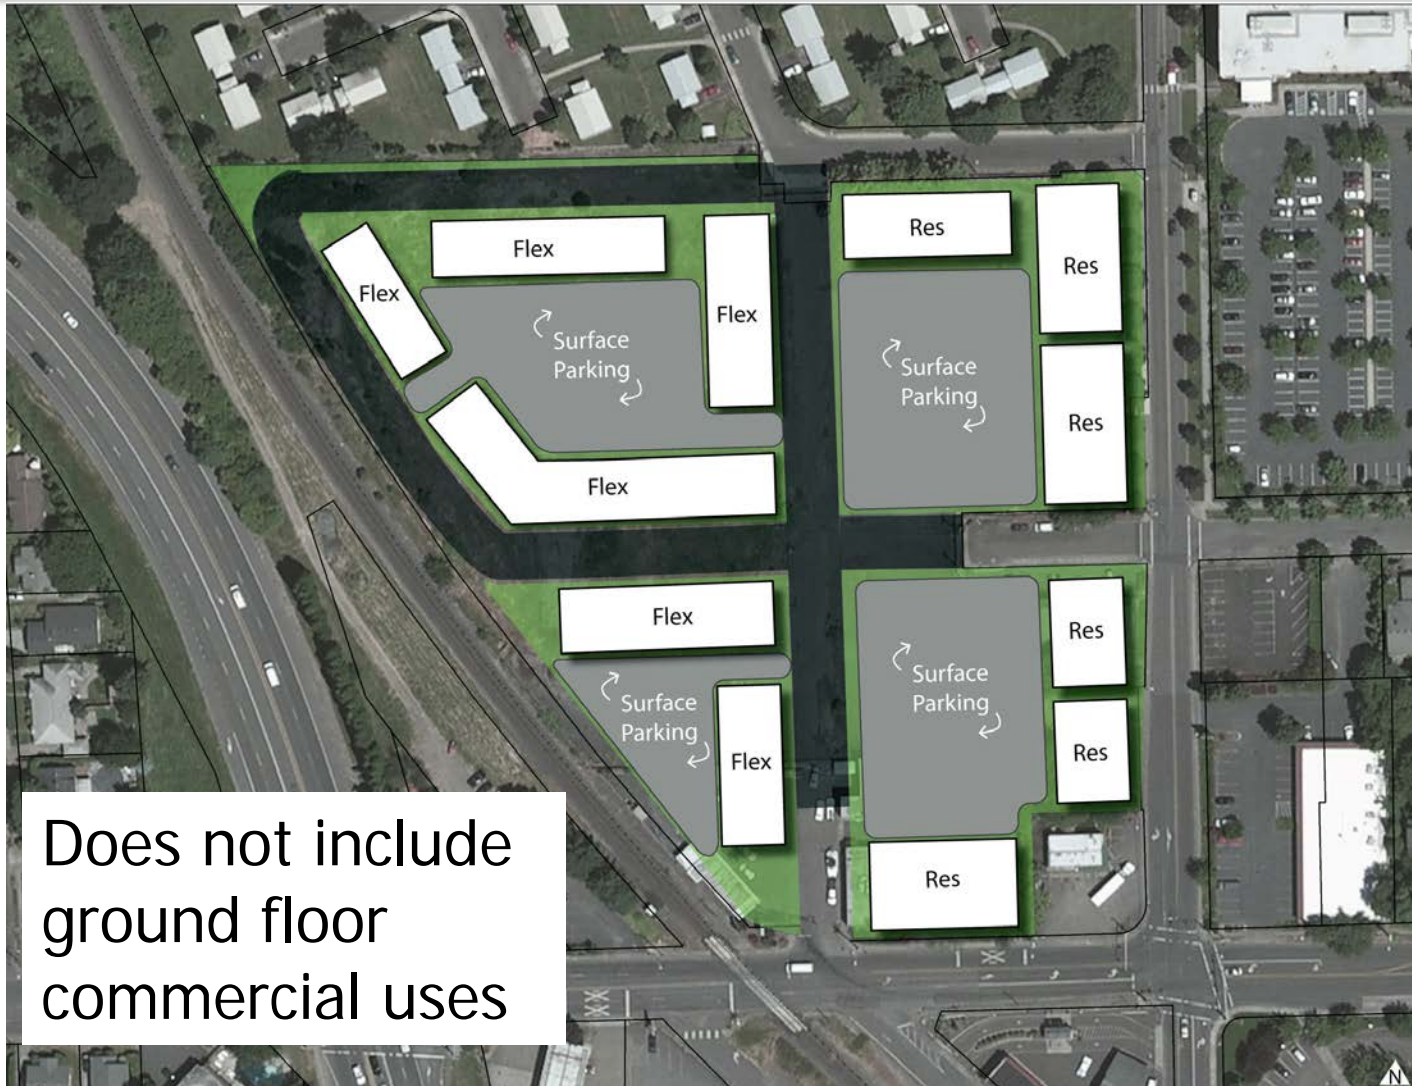 Flex
Res
Res
Flex
Flex
Surface
Parking
Surface
Parking
Res
Flex
Flex
Res
Surface
Parking
Surface
Parking
Flex
Res
Res
Does not include
ground floor
commercial uses
N